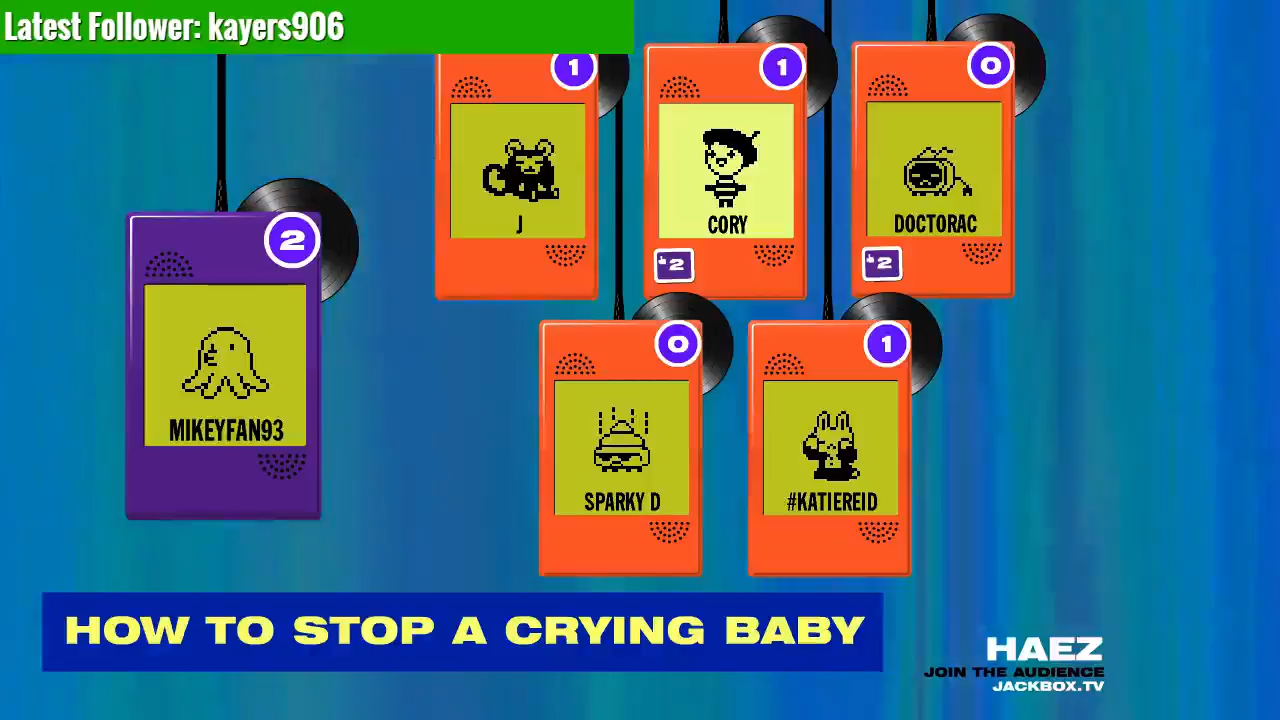 Latest Follower: kayers906
1
1
0
J
CORY
DOCTORAC
2
2
2
MIKEYFAN93
0
1
SPARKY D
#KATIEREID
HOW TO STOP A CRYING BABY
HAEZ
JOIN THE AUDIENCE
JACKBOX.TV